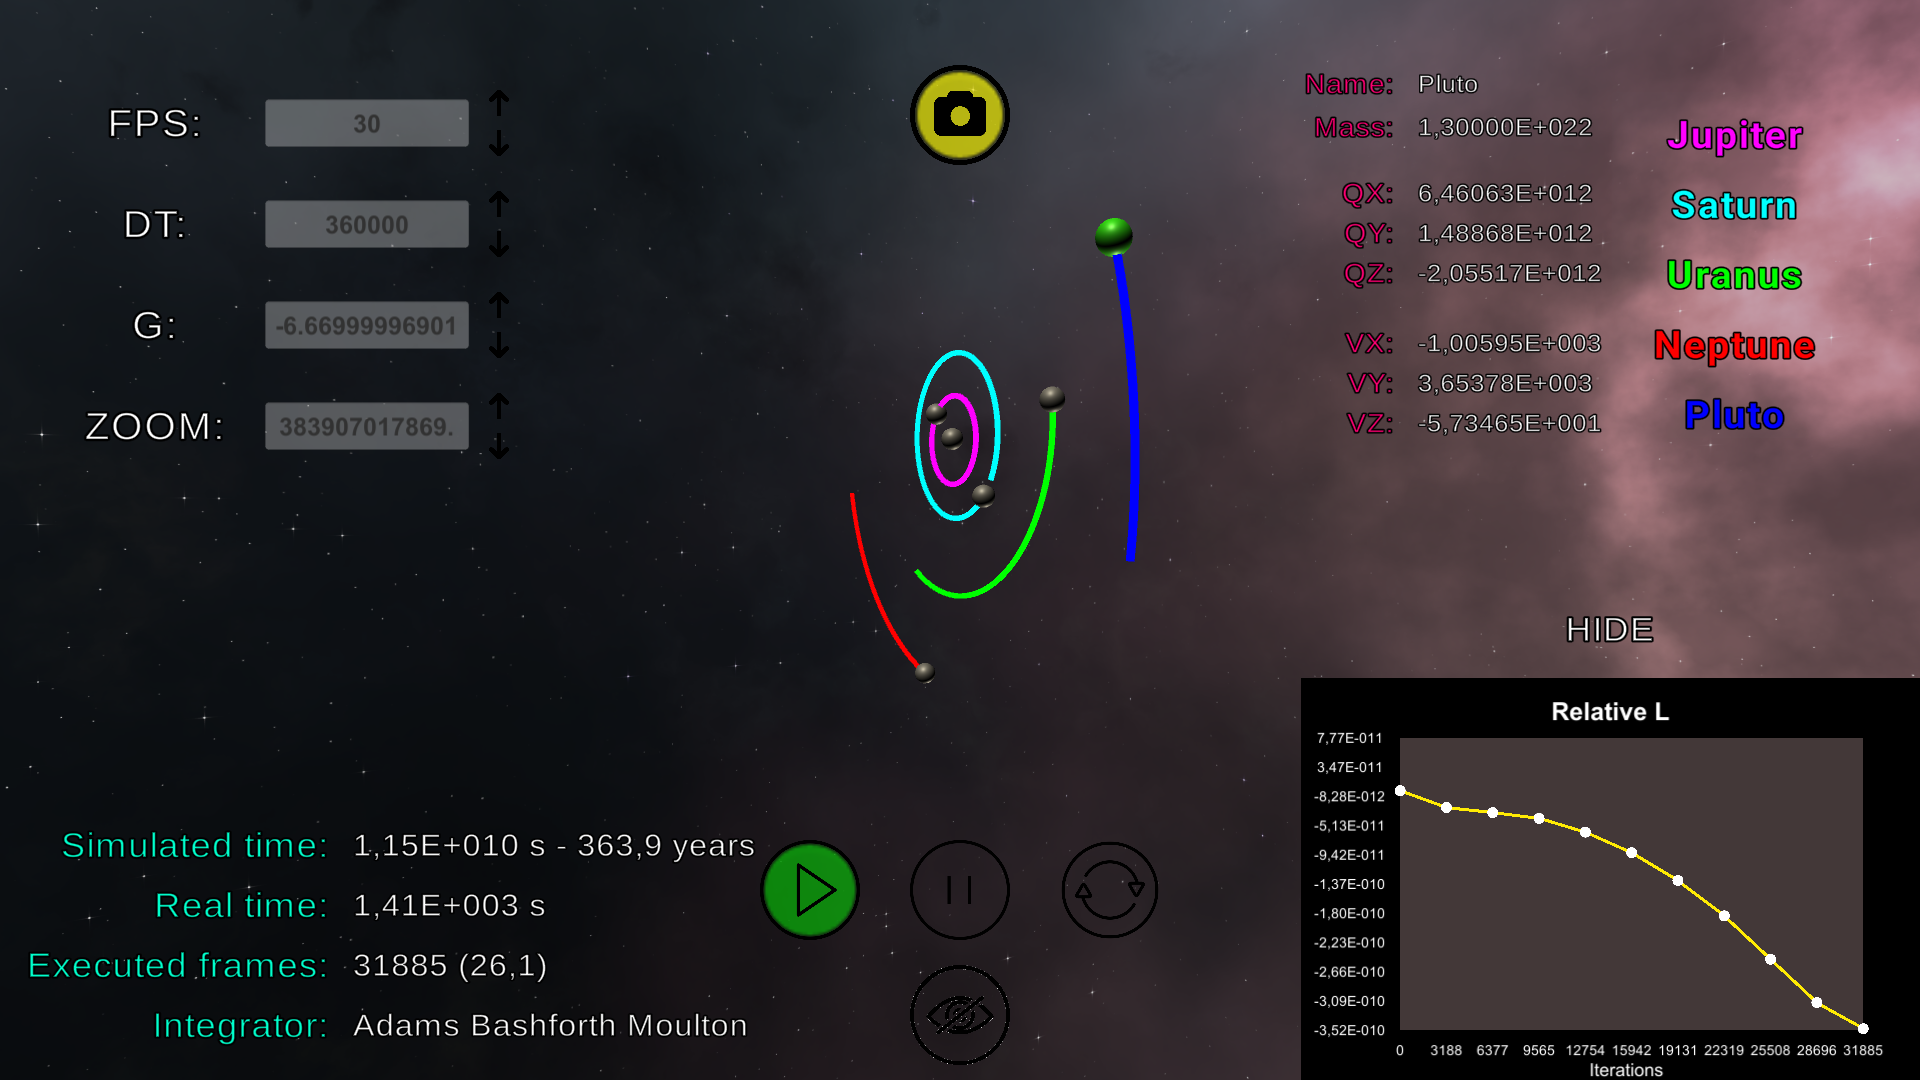 FPS: 30
DT: 360000
G: -6.66999996901
ZOOM: 383907017869.
Name: Pluto
Mass: 1,30000E+022
QX: 6,46063E+012
QY: 1,48868E+012
QZ: -2,05517E+012
VX: -1,00595E+003
VY: 3,65378E+003
VZ: -5,73465E+001
Jupiter
Saturn
Uranus
Neptune
Pluto
HIDE
Simulated time: 1,15E+010 s - 363,9 years
Real time: 1,41E+003 s
Executed frames: 31885 (26,1)
Integrator: Adams Bashforth Moulton
Relative L
7,77E-011
3,47E-011
-8,28E-012
-5,13E-011
-9,42E-011
-1,37E-010
-1,80E-010
-2,23E-010
-2,66E-010
-3,09E-010
-3,52E-010
0 3188 6377 9565 12754 15942 19131 22319 25508 28696 31885
Iterations